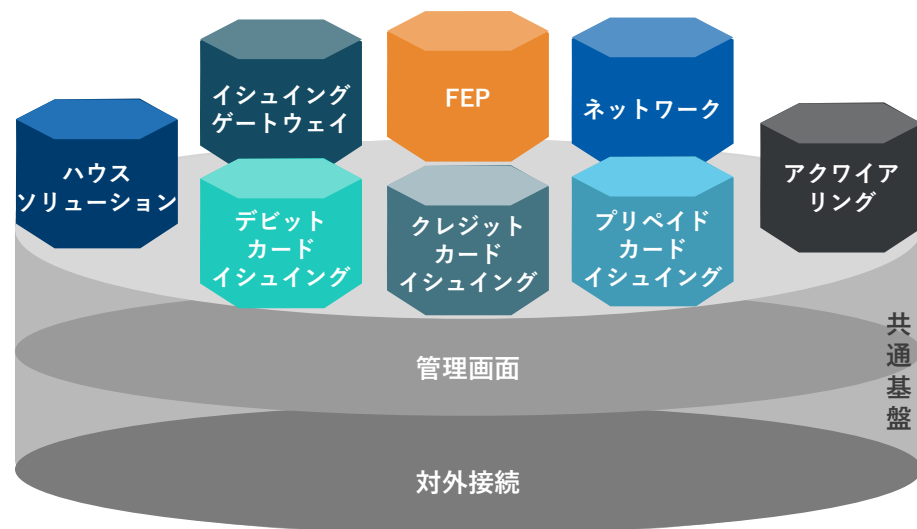 イシュイング
ゲートウェイ
FEP
ネットワーク
ハウス
ソリューション
アクワイア
リング
デビット
カード
イシュイング
クレジット
カード
イシュイング
プリペイド
カード
イシュイング
共通基盤
管理画面
対外接続